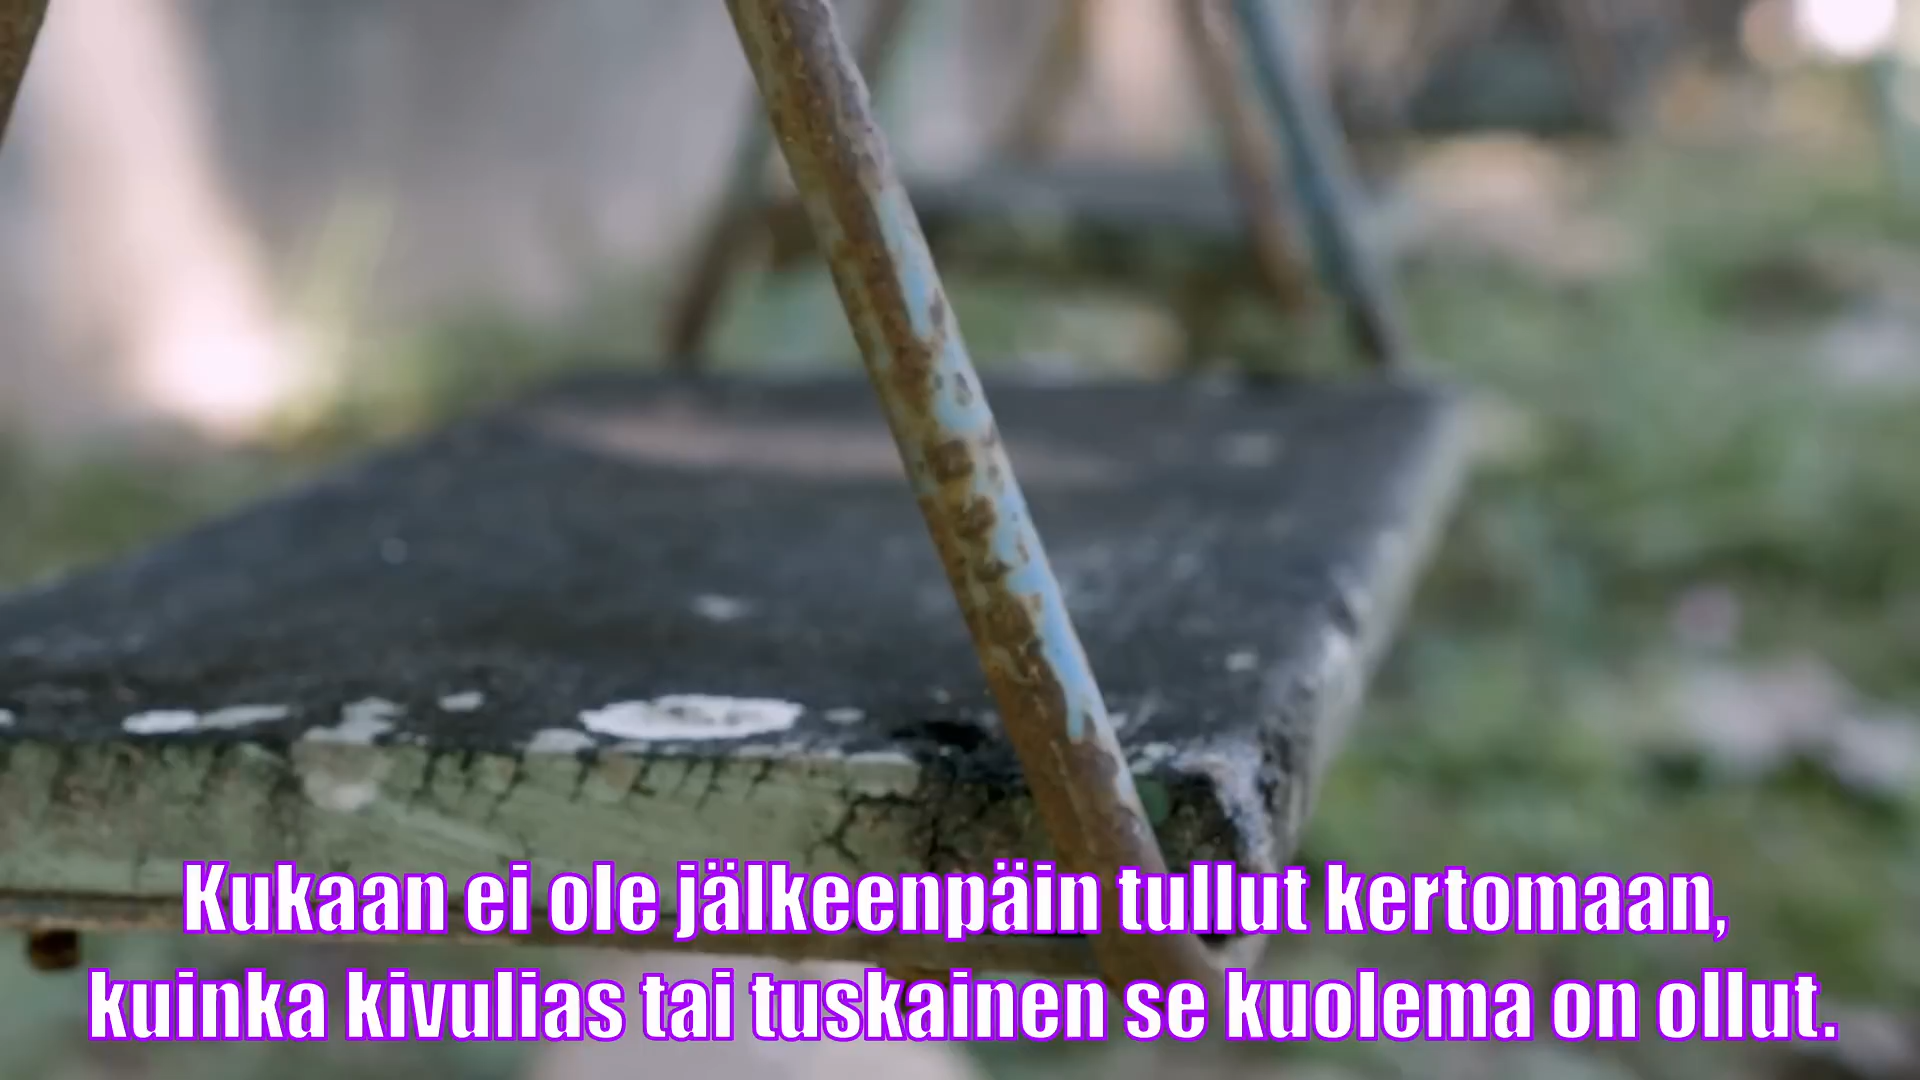 Kukaan ei ole jälkeenpäin tullut kertomaan,
kuinka kivulias tai tuskainen se kuolema on ollut.